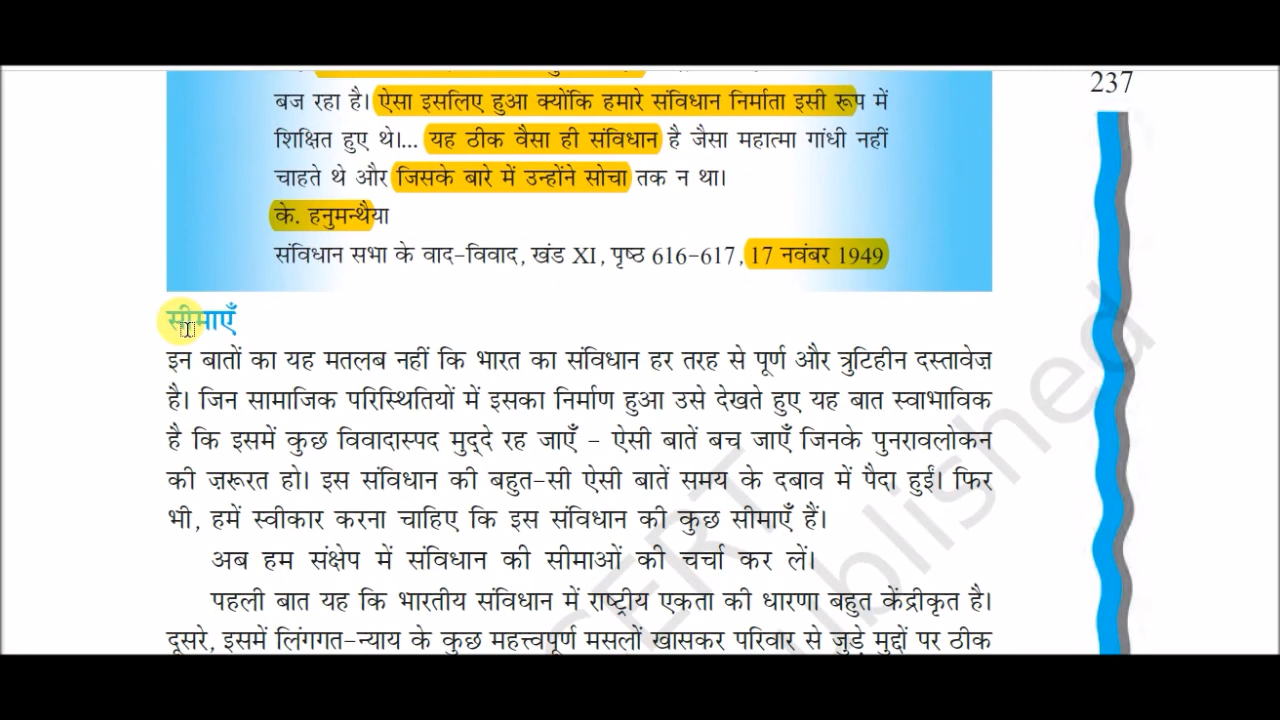 237
बज रहा है। ऐसा इसलिए हुआ क्योंकि हमारे संविधान निर्माता इसी रूप में
शिक्षित हुए थे।... यह ठीक वैसा ही संविधान है जैसा महात्मा गांधी नहीं
चाहते थे और जिसके बारे में उन्होंने सोचा तक न था।
के. हनुमन्थैया
संविधान सभा के वाद-विवाद, खंड XI, पृष्ठ 616-617, 17 नवंबर 1949
सीमाएँ
इन बातों का यह मतलब नहीं कि भारत का संविधान हर तरह से पूर्ण और त्रुटिहीन दस्तावेज़
है। जिन सामाजिक परिस्थितियों में इसका निर्माण हुआ उसे देखते हुए यह बात स्वाभाविक
है कि इसमें कुछ विवादास्पद मुद्‌दे रह जाएँ - ऐसी बातें बच जाएँ जिनके पुनरावलोकन
की ज़रूरत हो। इस संविधान की बहुत-सी ऐसी बातें समय के दबाव में पैदा हुईं। फिर
भी, हमें स्वीकार करना चाहिए कि इस संविधान की कुछ सीमाएँ हैं।
अब हम संक्षेप में संविधान की सीमाओं की चर्चा कर लें।
पहली बात यह कि भारतीय संविधान में राष्ट्रीय एकता की धारणा बहुत केंद्रीकृत है।
दूसरे, इसमें लिंगगत-न्याय के कुछ महत्त्वपूर्ण मसलों खासकर परिवार से जुड़े मुद्दों पर ठीक